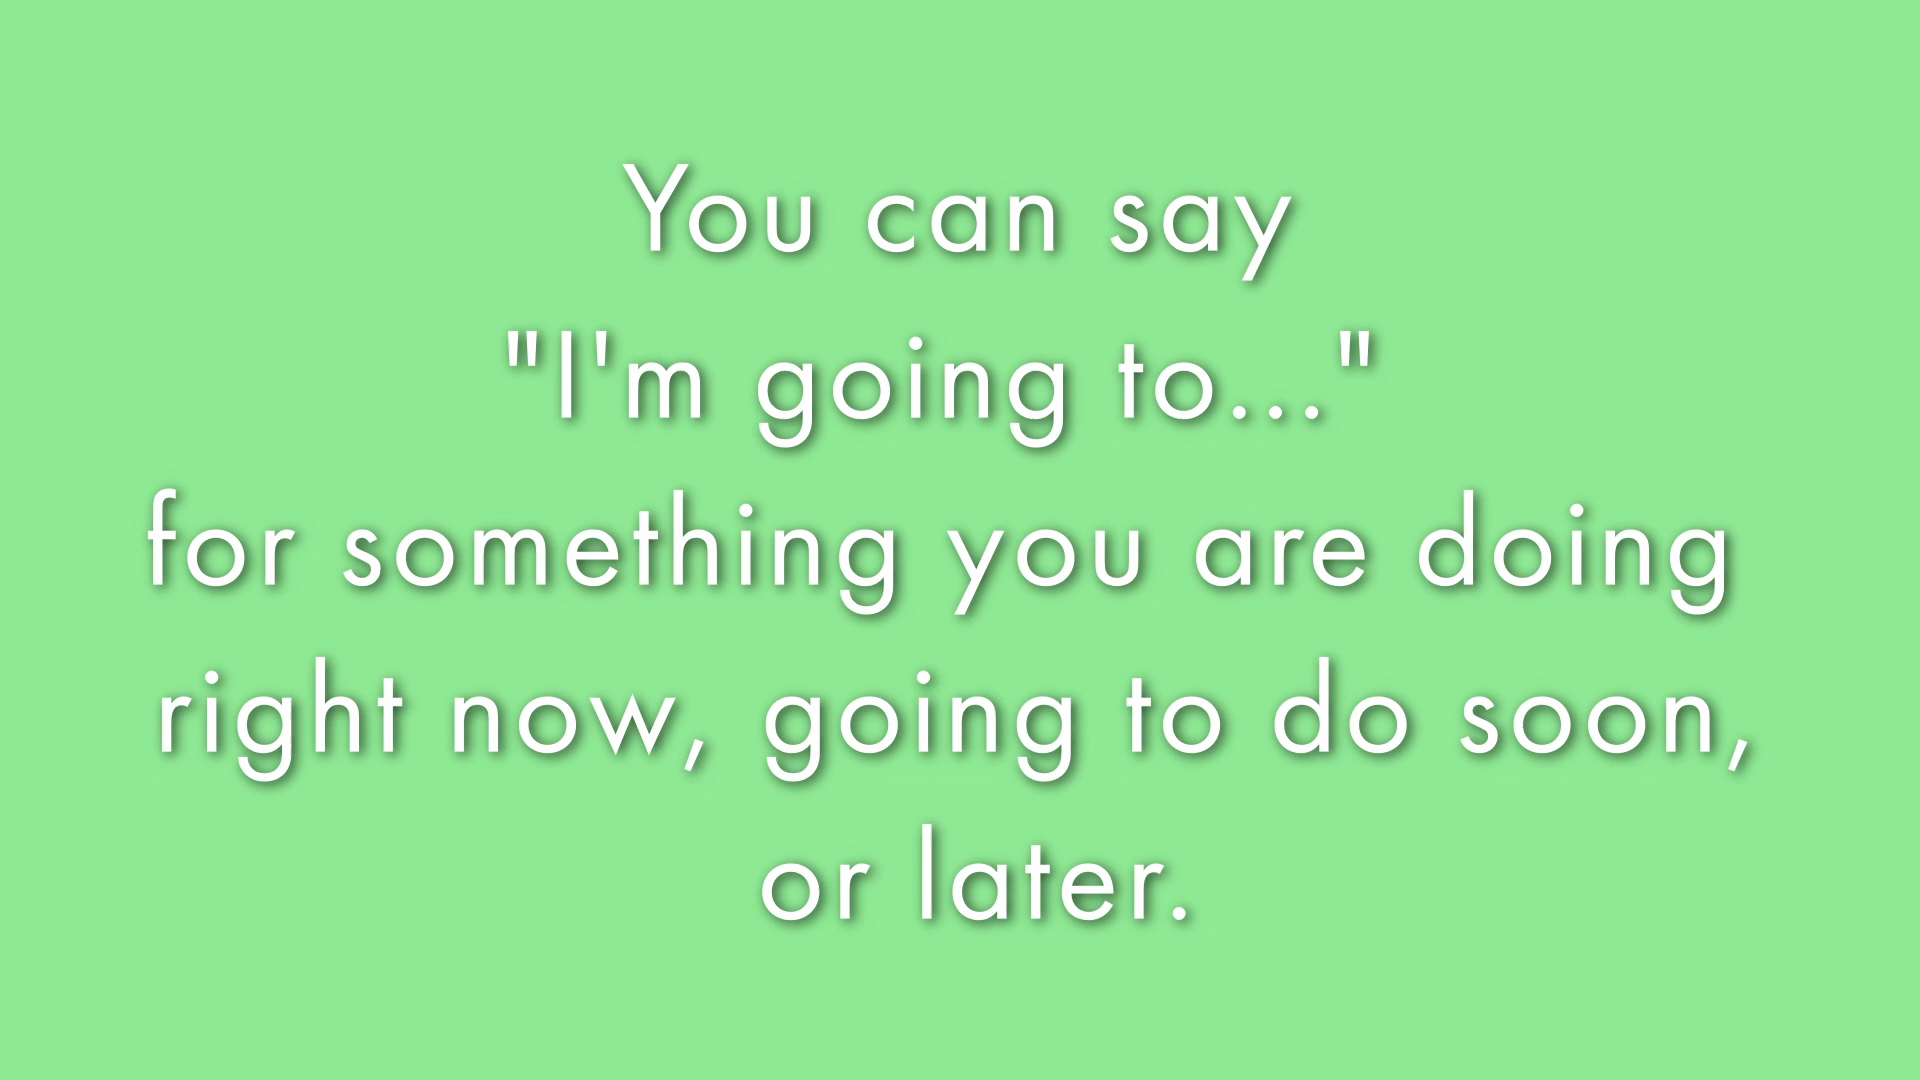 You can say
"I'm going to..."
for something you are doing
right now, going to do soon,
or later.